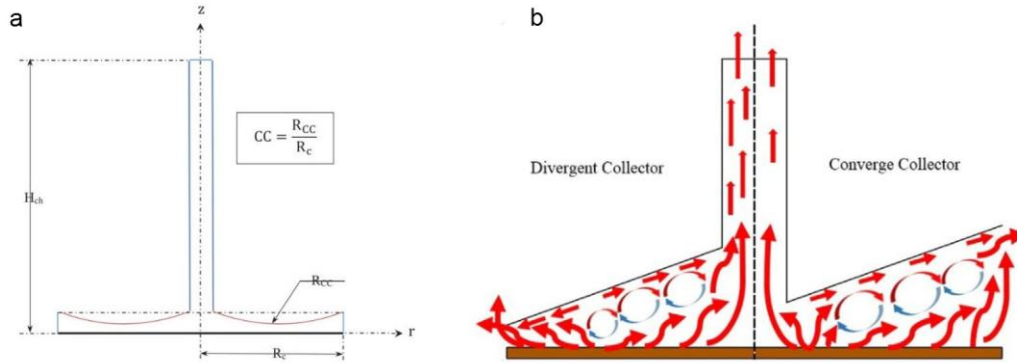 a
z
H_ch
CC = R_CC / R_c
R_CC
r
R_c
b
Divergent Collector
Converge Collector